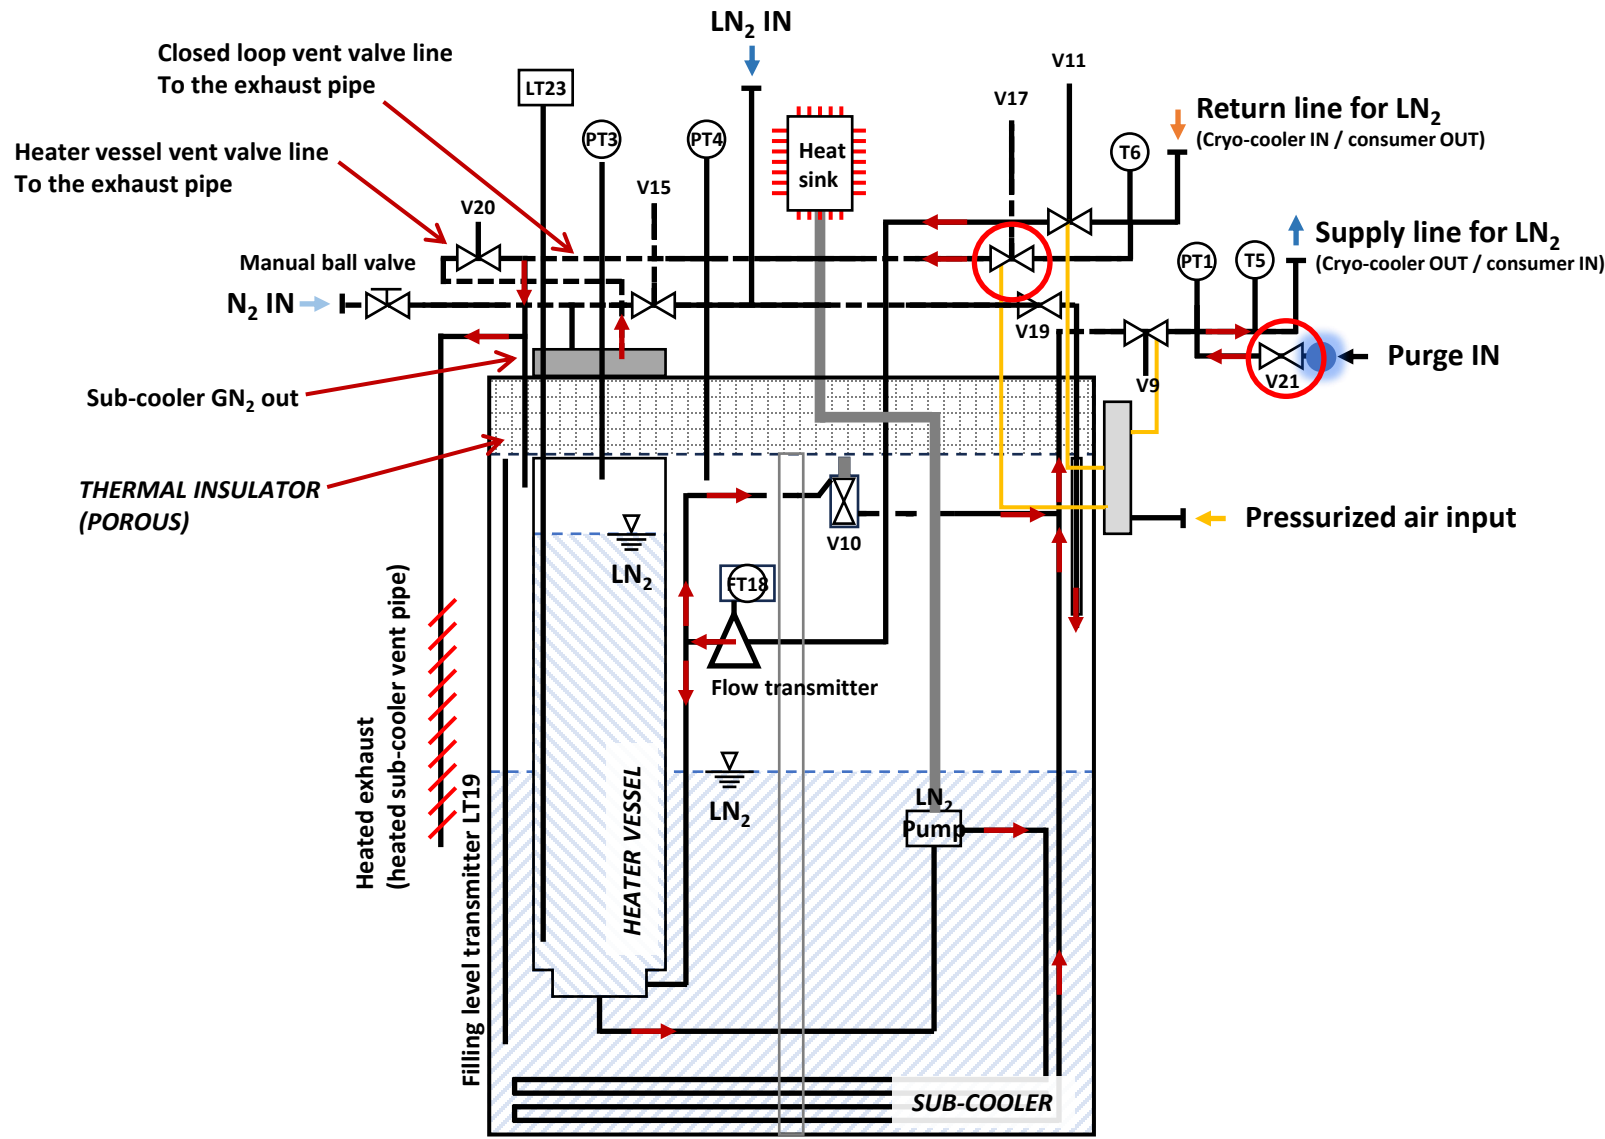 LN2 IN
Closed loop vent valve line
To the exhaust pipe
LT23
V11
V17
Return line for LN2
(Cryo-cooler IN / consumer OUT)
Heater vessel vent valve line
To the exhaust pipe
PT3
PT4
Heat
sink
T6
V15
V20
Supply line for LN2
(Cryo-cooler OUT / consumer IN)
Manual ball valve
PT1
T5
N2 IN
V19
Purge IN
V21
V9
Sub-cooler GN2 out
THERMAL INSULATOR
(POROUS)
Pressurized air input
V10
LN2
FT18
Flow transmitter
Heated exhaust
(heated sub-cooler vent pipe)
Filling level transmitter LT19
HEATER VESSEL
LN2
LN2
Pump
SUB-COOLER